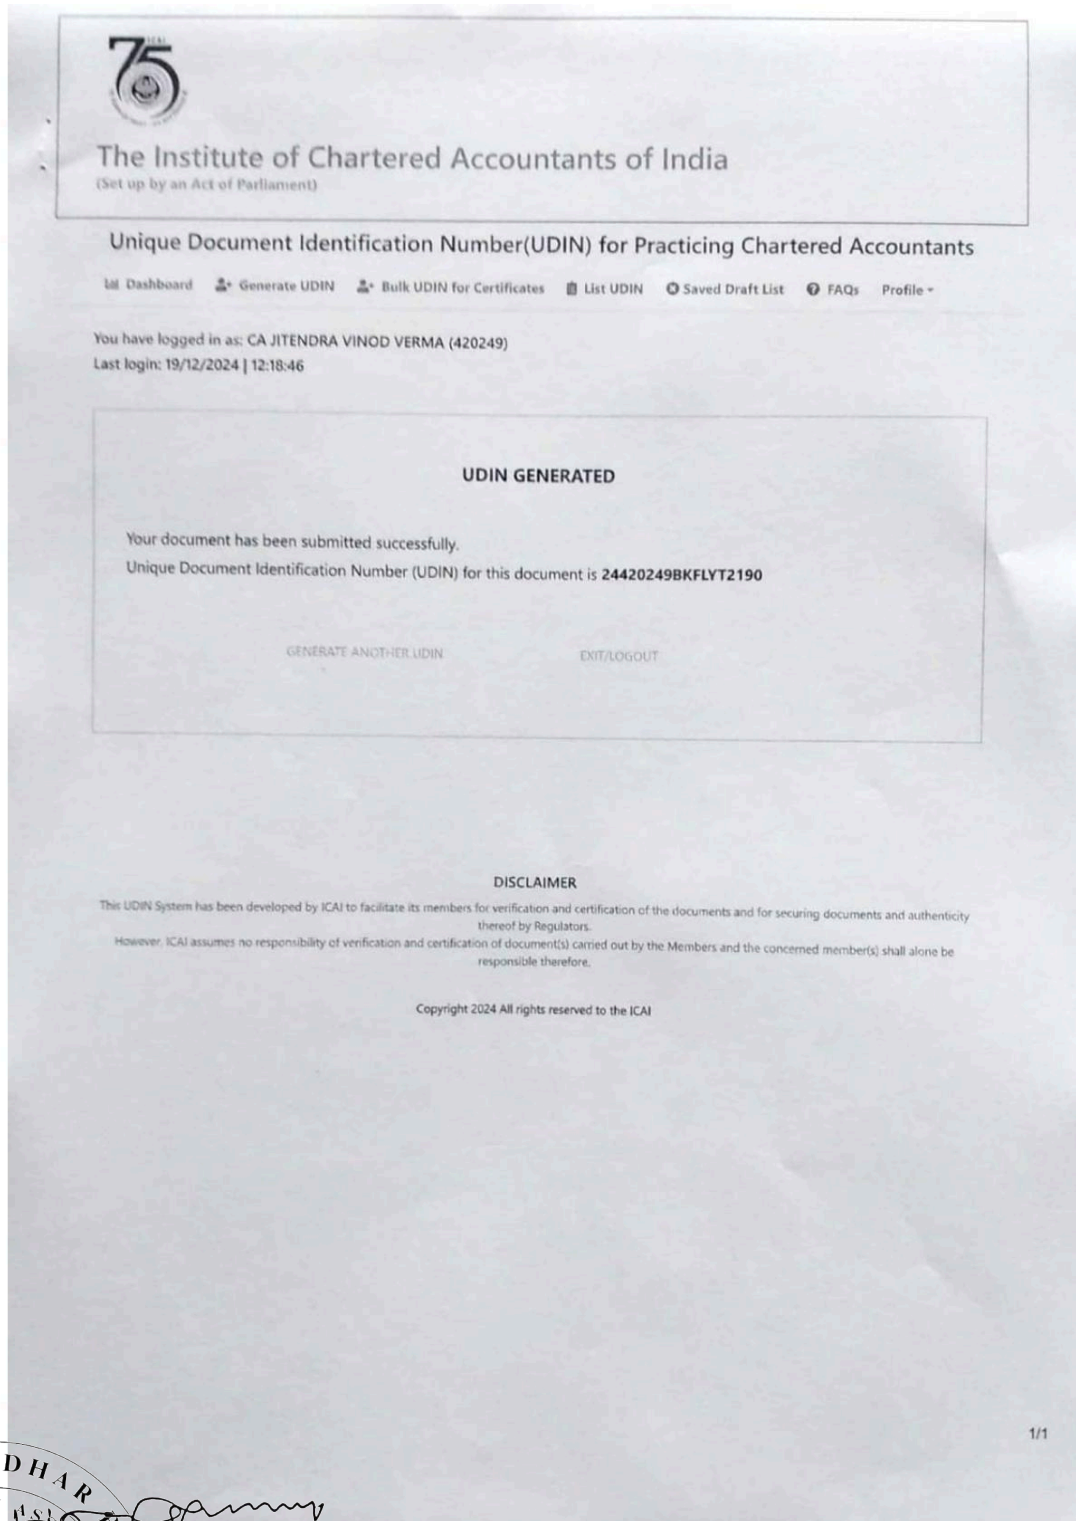 ICAI
75
The Institute of Chartered Accountants of India
(Set up by an Act of Parliament)
Unique Document Identification Number(UDIN) for Practicing Chartered Accountants
Dashboard Generate UDIN Bulk UDIN for Certificates List UDIN Saved Draft List FAQs Profile
You have logged in as: CA JITENDRA VINOD VERMA (420249)
Last login: 19/12/2024 | 12:18:46
UDIN GENERATED
Your document has been submitted successfully.
Unique Document Identification Number (UDIN) for this document is 24420249BKFLYT2190
GENERATE ANOTHER UDIN EXIT/LOGOUT
DISCLAIMER
This UDIN System has been developed by ICAI to facilitate its members for verification and certification of the documents and for securing documents and authenticity
thereof by Regulators.
However, ICAI assumes no responsibility of verification and certification of document(s) carried out by the Members and the concerned member(s) shall alone be
responsible therefore.
Copyright 2024 All rights reserved to the ICAI
1/1
DHAR